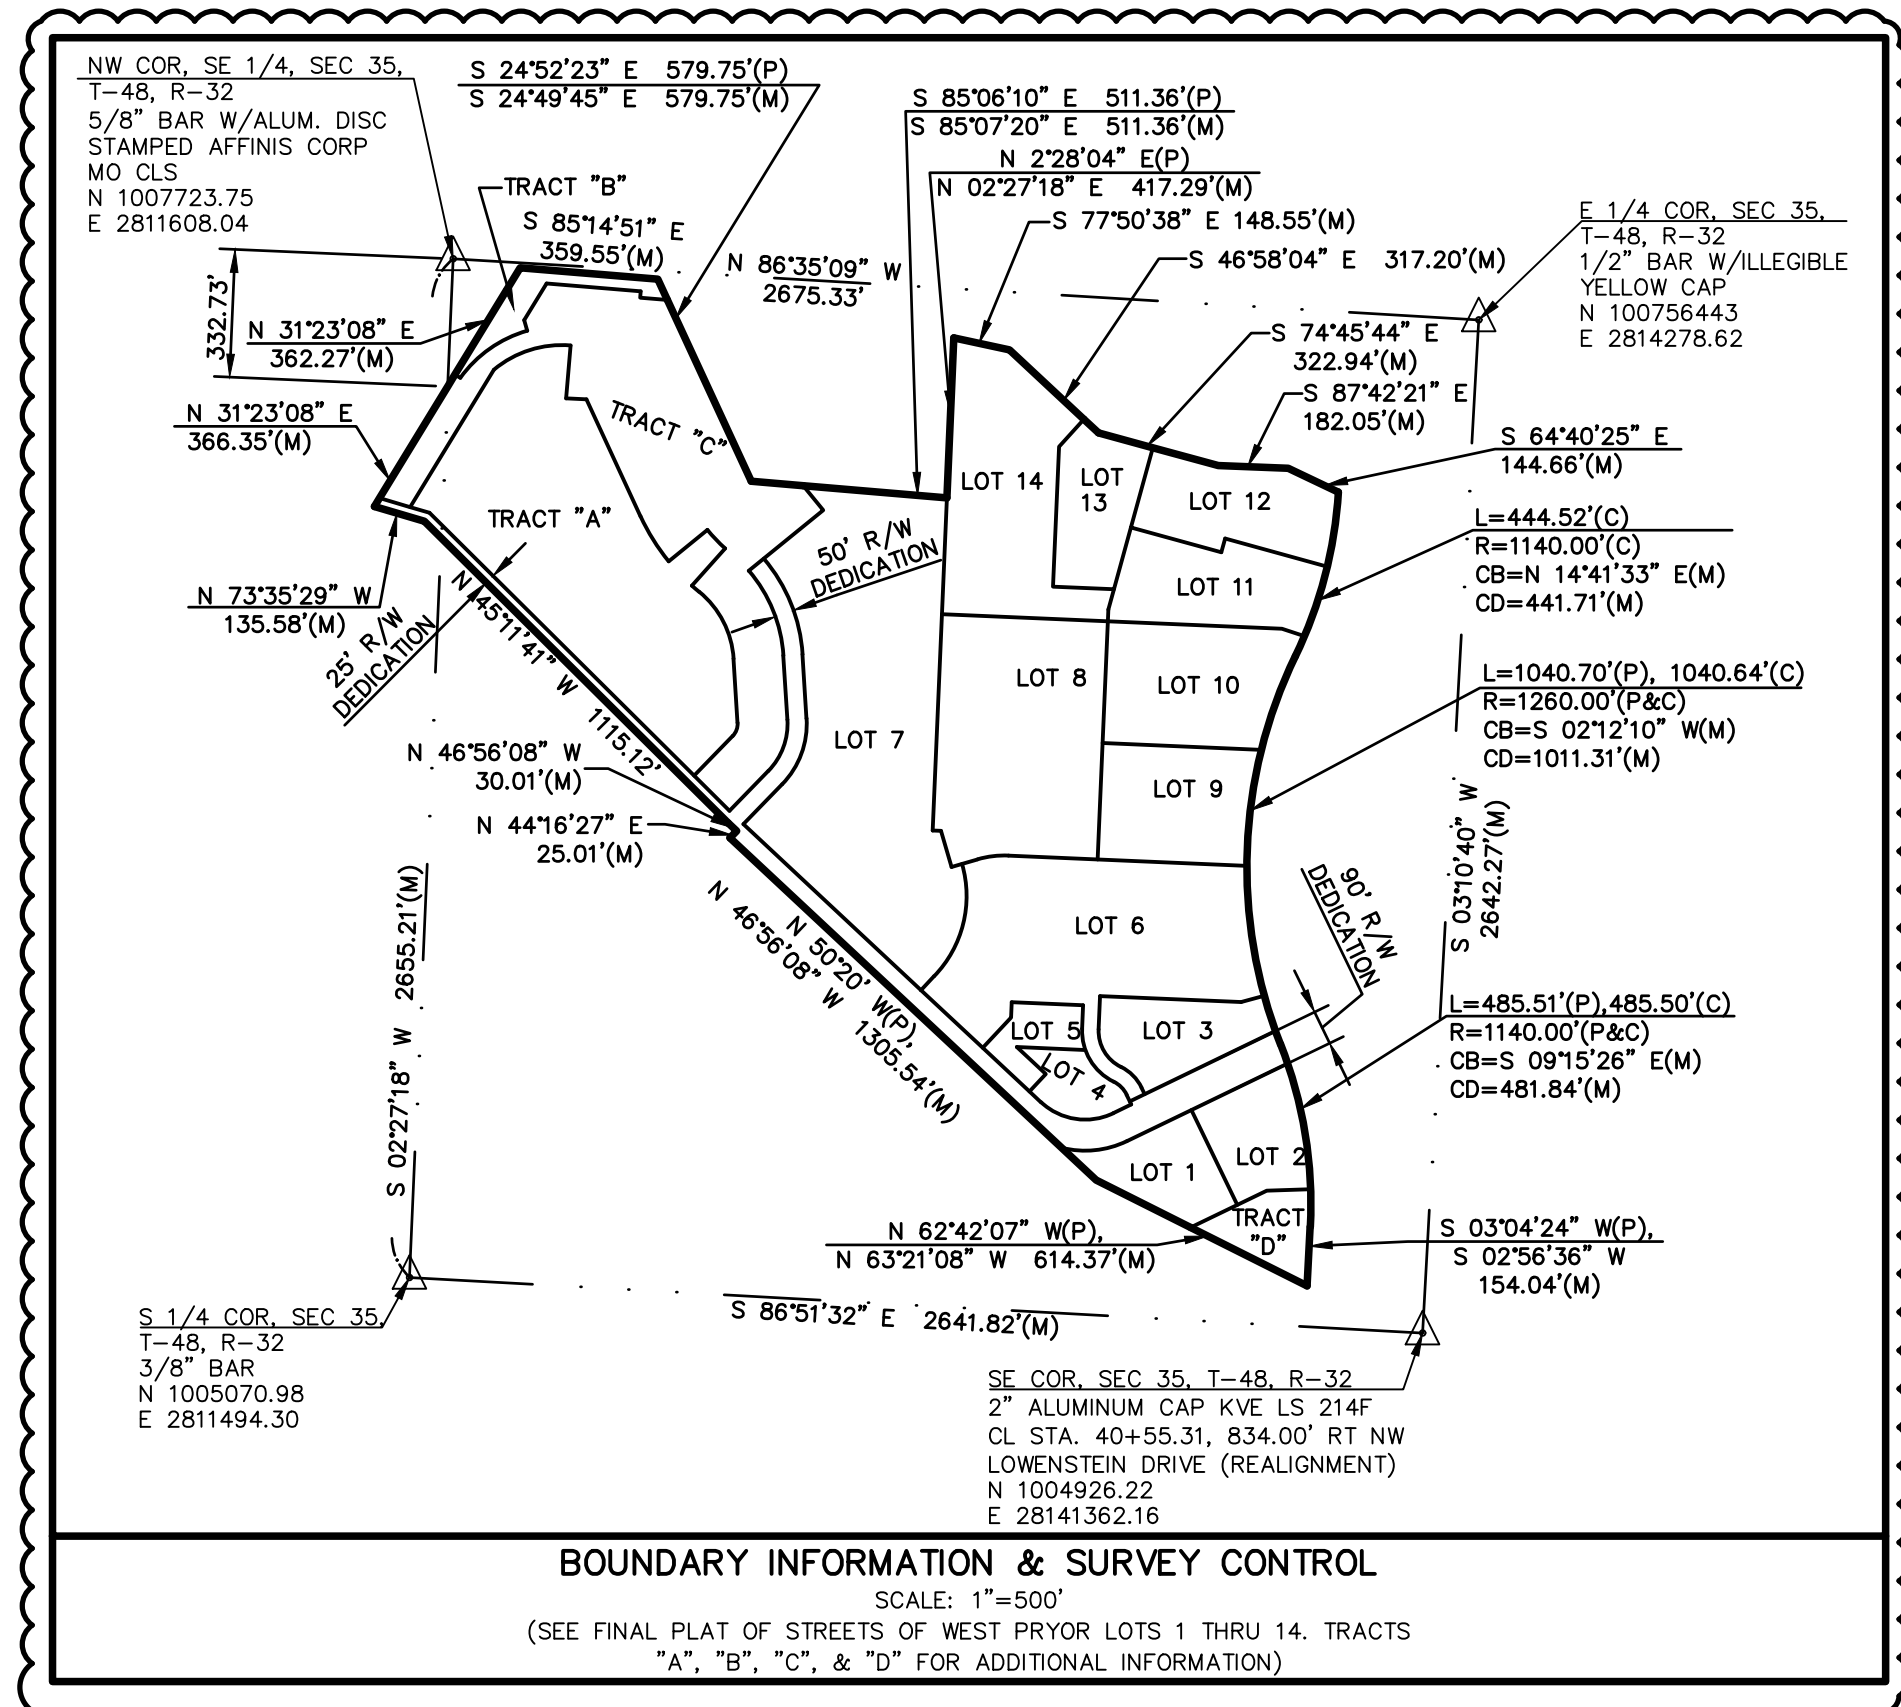 NW COR, SE 1/4, SEC 35,
T-48, R-32
5/8" BAR W/ALUM. DISC
STAMPED AFFINIS CORP
MO CLS
N 1007723.75
E 2811608.04
S 24°52'23" E 579.75'(P)
S 24°49'45" E 579.75'(M)
S 85°06'10" E 511.36'(P)
S 85°07'20" E 511.36'(M)
N 2°28'04" E(P)
N 02°27'18" E 417.29'(M)
S 77°50'38" E 148.55'(M)
S 46°58'04" E 317.20'(M)
E 1/4 COR, SEC 35,
T-48, R-32
1/2" BAR W/ILLEGIBLE
YELLOW CAP
N 100756443
E 2814278.62
TRACT "B"
S 85°14'51" E
359.55'(M)
N 86°35'09" W
2675.33'
332.73'
N 31°23'08" E
362.27'(M)
N 31°23'08" E
366.35'(M)
S 74°45'44" E
322.94'(M)
S 87°42'21" E
182.05'(M)
S 64°40'25" E
144.66'(M)
TRACT "C"
LOT 14
LOT
13
LOT 12
TRACT "A"
50' R/W
DEDICATION
L=444.52'(C)
R=1140.00'(C)
CB=N 14°41'33" E(M)
CD=441.71'(M)
LOT 11
N 73°35'29" W
135.58'(M)
25' R/W
DEDICATION
N 45°11'41" W 1115.12'
LOT 8
LOT 10
L=1040.70'(P), 1040.64'(C)
R=1260.00'(P&C)
CB=S 02°12'10" W(M)
CD=1011.31'(M)
LOT 7
N 46°56'08" W
30.01'(M)
LOT 9
N 44°16'27" E
25.01'(M)
S 03°10'40" W
2642.27'(M)
S 02°27'18" W 2655.21'(M)
N 50°20' W(P),
N 46°56'08" W 1305.54'(M)
LOT 6
90' R/W
DEDICATION
LOT 5
LOT 3
LOT 4
L=485.51'(P),485.50'(C)
R=1140.00'(P&C)
CB=S 09°15'26" E(M)
CD=481.84'(M)
LOT 1
LOT 2
TRACT
"D"
N 62°42'07" W(P),
N 63°21'08" W 614.37'(M)
S 03°04'24" W(P),
S 02°56'36" W
154.04'(M)
S 86°51'32" E 2641.82'(M)
S 1/4 COR, SEC 35,
T-48, R-32
3/8" BAR
N 1005070.98
E 2811494.30
SE COR, SEC 35, T-48, R-32
2" ALUMINUM CAP KVE LS 214F
CL STA. 40+55.31, 834.00' RT NW
LOWENSTEIN DRIVE (REALIGNMENT)
N 1004926.22
E 28141362.16
BOUNDARY INFORMATION & SURVEY CONTROL
SCALE: 1"=500'
(SEE FINAL PLAT OF STREETS OF WEST PRYOR LOTS 1 THRU 14. TRACTS
"A", "B", "C", & "D" FOR ADDITIONAL INFORMATION)